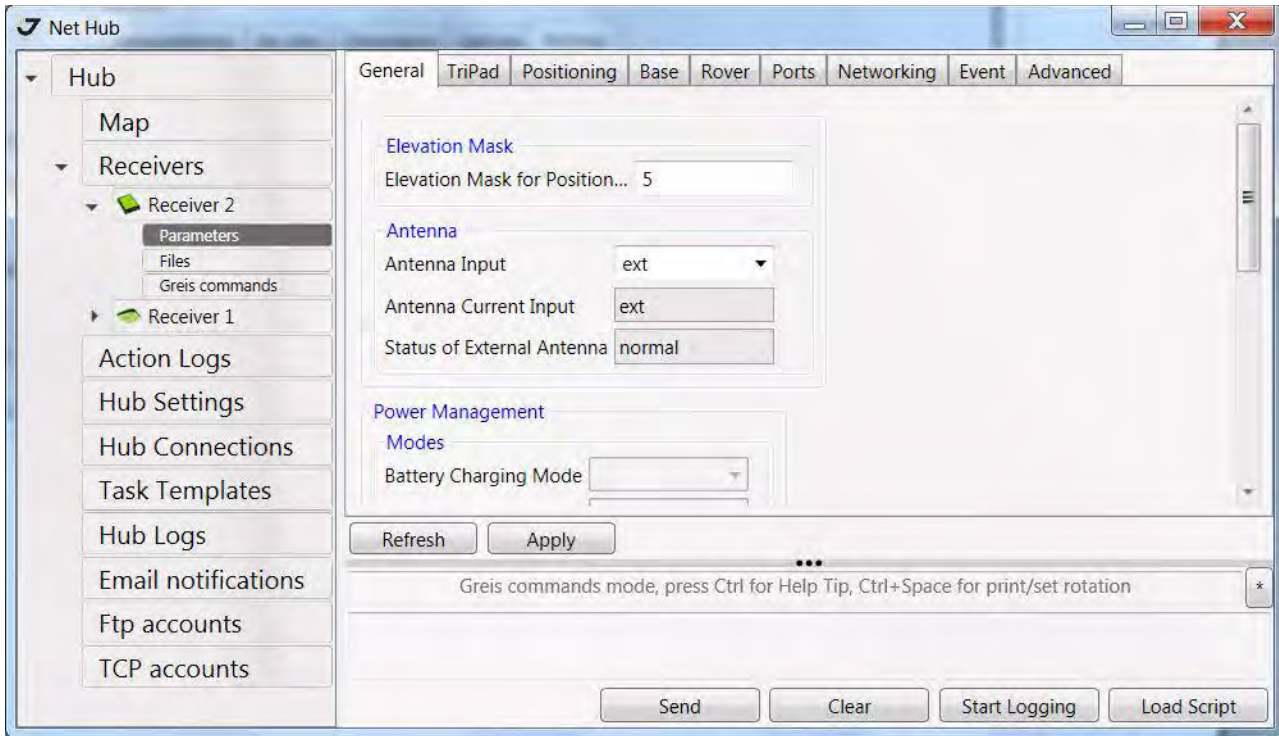 Net Hub
Hub
Map
Receivers
Receiver 2
Parameters
Files
Greis commands
Receiver 1
Action Logs
Hub Settings
Hub Connections
Task Templates
Hub Logs
Email notifications
Ftp accounts
TCP accounts
General TriPad Positioning Base Rover Ports Networking Event Advanced
Elevation Mask
Elevation Mask for Position... 5
Antenna
Antenna Input ext
Antenna Current Input ext
Status of External Antenna normal
Power Management
Modes
Battery Charging Mode
Refresh Apply
Greis commands mode, press Ctrl for Help Tip, Ctrl+Space for print/set rotation *
Send Clear Start Logging Load Script